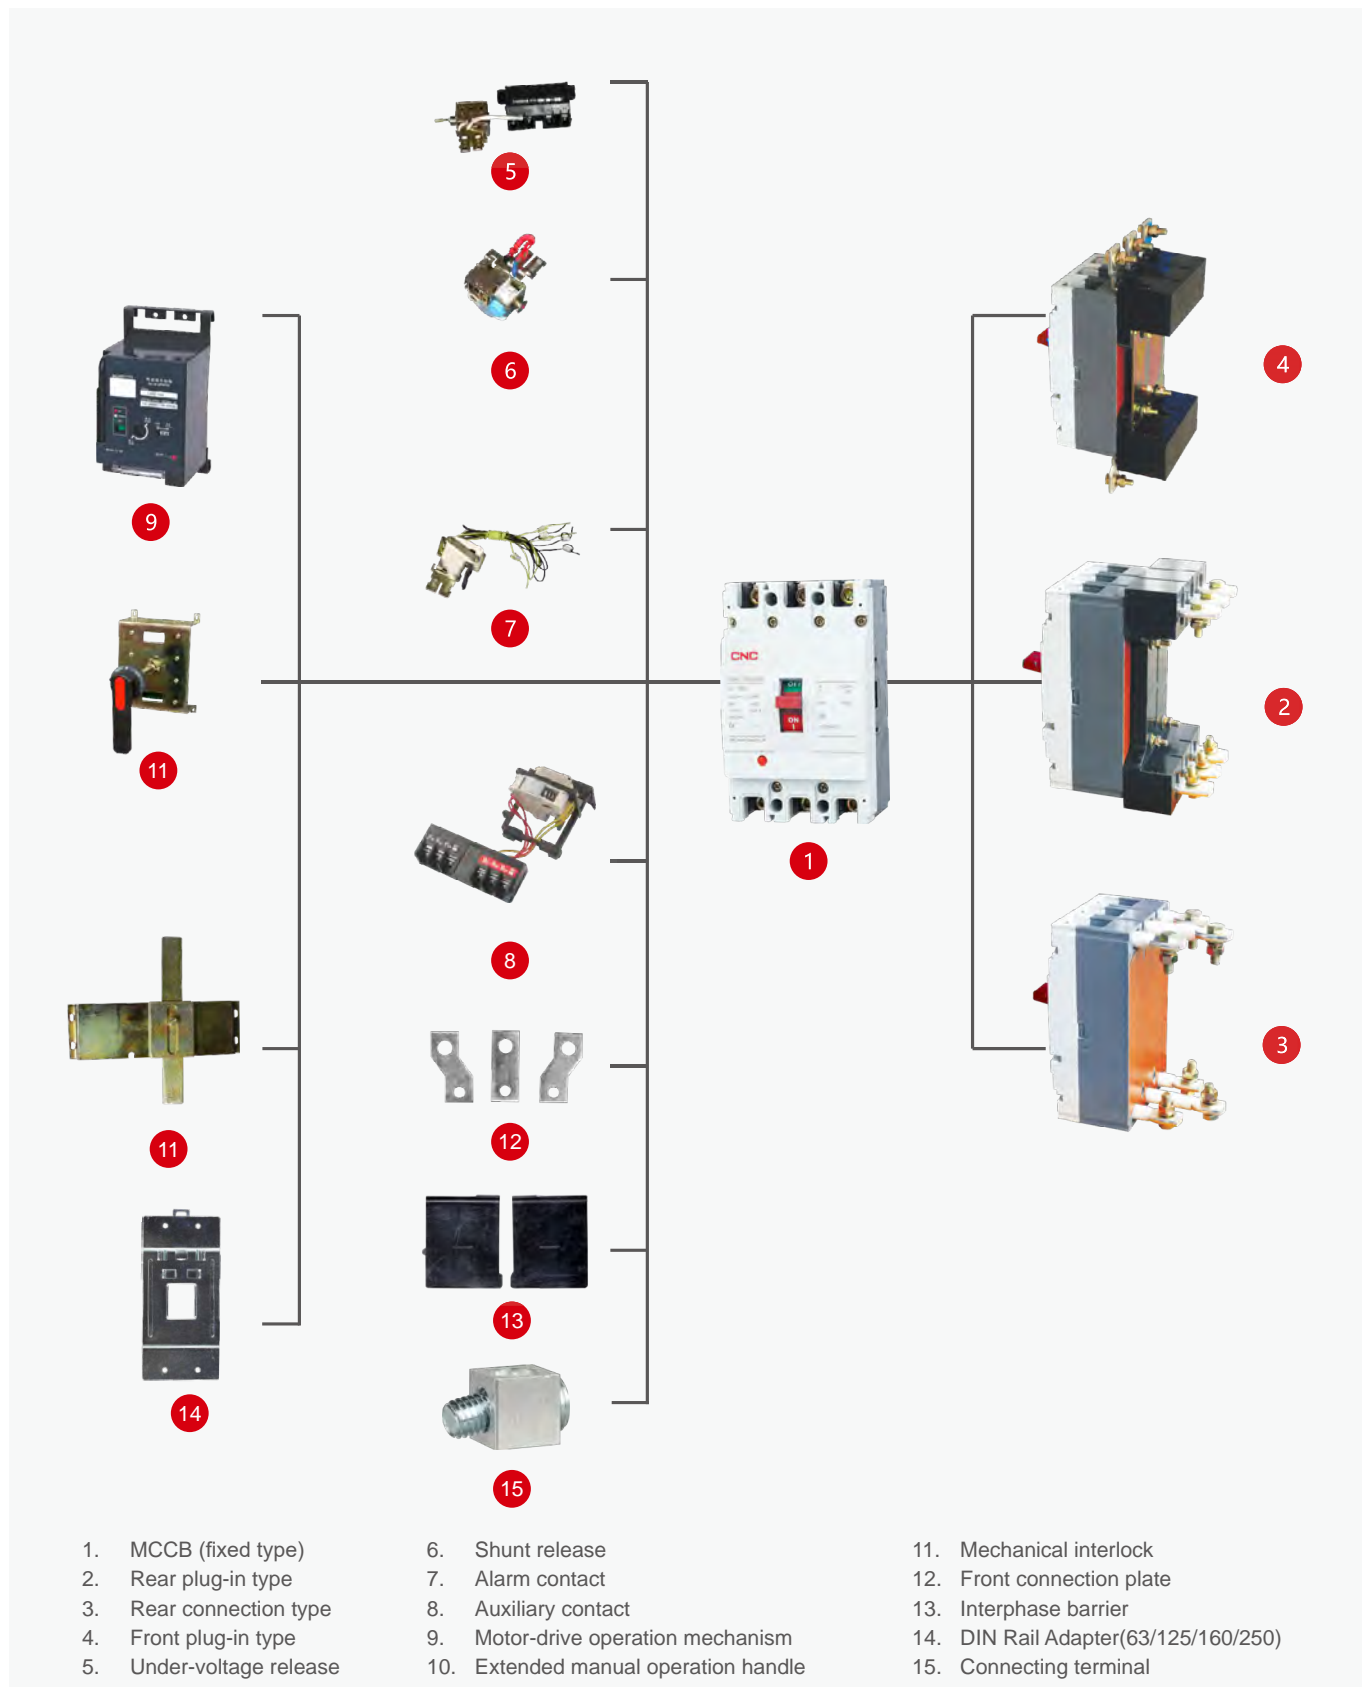 5
6
4
9
7
CNC
OFF
ON
1
2
11
1
8
3
12
11
13
14
15
1. MCCB (fixed type)
2. Rear plug-in type
3. Rear connection type
4. Front plug-in type
5. Under-voltage release
6. Shunt release
7. Alarm contact
8. Auxiliary contact
9. Motor-drive operation mechanism
10. Extended manual operation handle
11. Mechanical interlock
12. Front connection plate
13. Interphase barrier
14. DIN Rail Adapter(63/125/160/250)
15. Connecting terminal